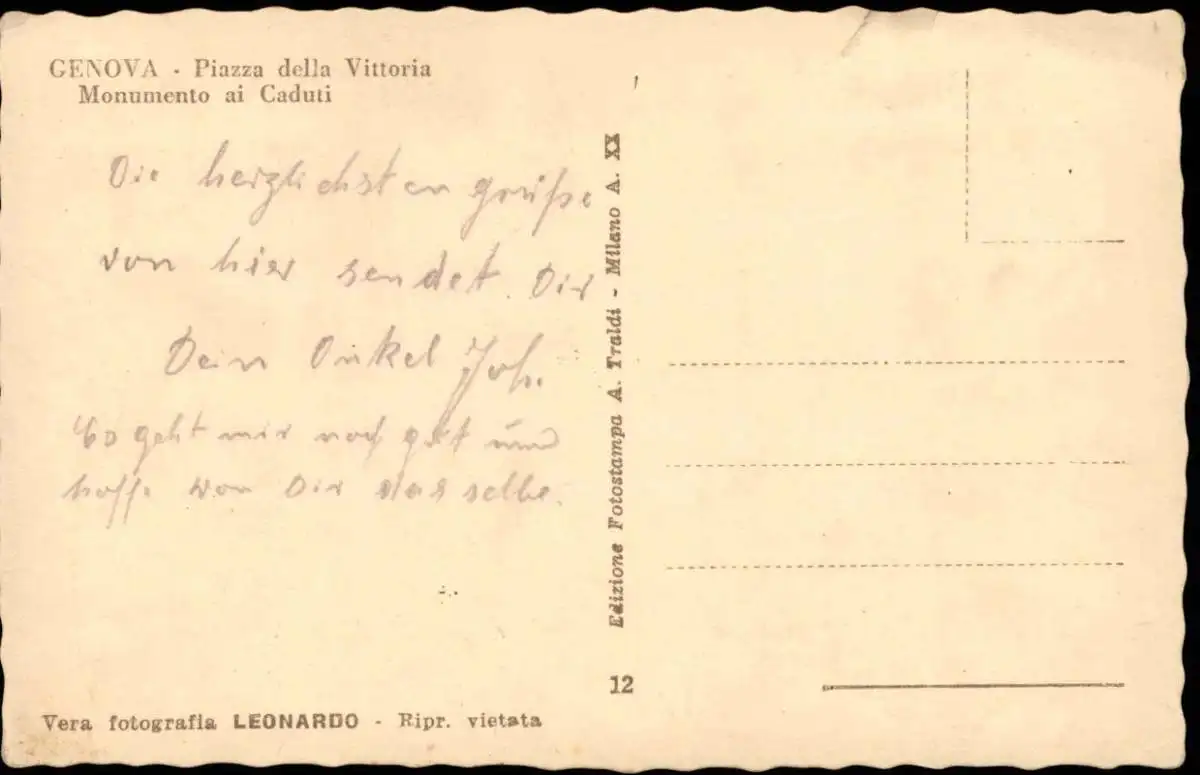 GENOVA - Piazza della Vittoria
Monumento ai Caduti
Die herzlichsten grüße
von hier sendet Dir
Dein Onkel Joh.
Es geht mir noch gut und
hoffe von Dir das selbe.
Edizione Fotostampa A. Traldi - Milano A. XX
12
Vera fotografia LEONARDO - Ripr. vietata